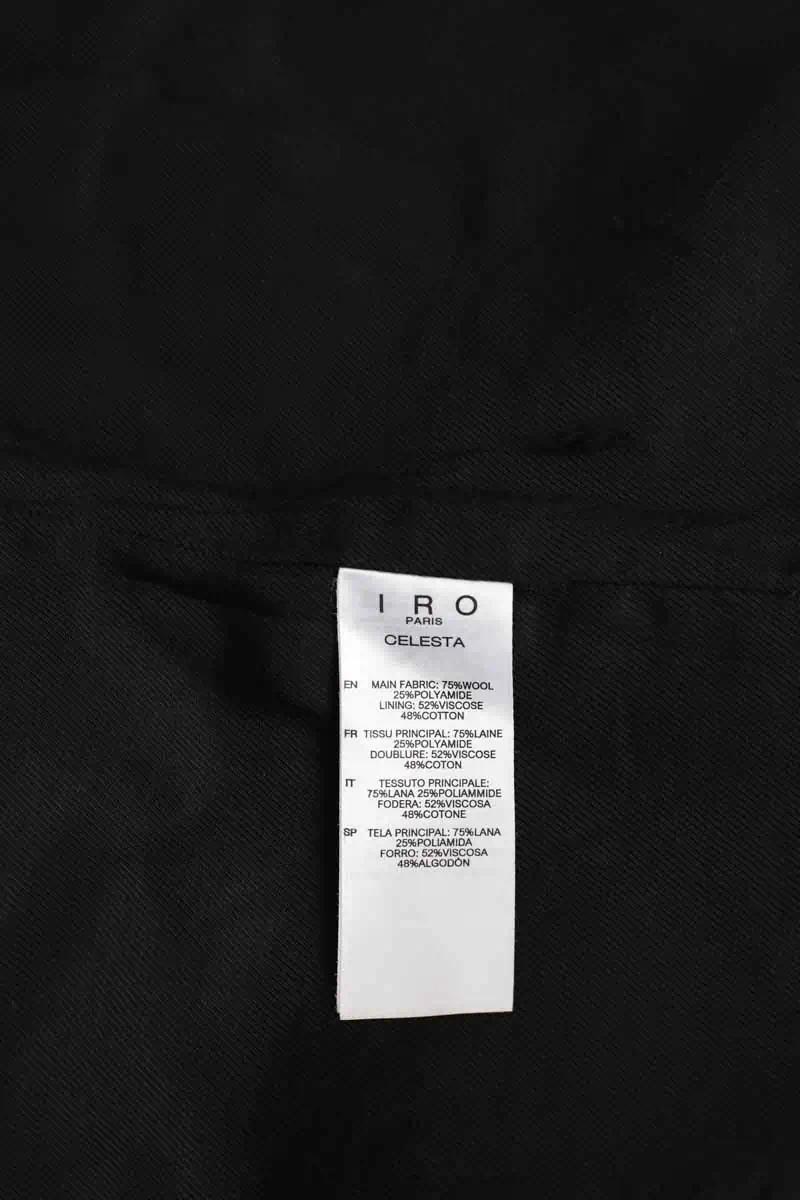 IRO
PARIS
CELESTA
EN MAIN FABRIC: 75%WOOL
25%POLYAMIDE
LINING: 52%VISCOSE
48%COTTON
FR TISSU PRINCIPAL: 75%LAINE
25%POLYAMIDE
DOUBLURE: 52%VISCOSE
48%COTON
IT TESSUTO PRINCIPALE:
75%LANA 25%POLIAMMIDE
FODERA: 52%VISCOSA
48%COTONE
SP TELA PRINCIPAL: 75%LANA
25%POLIAMIDA
FORRO: 52%VISCOSA
48%ALGODÓN